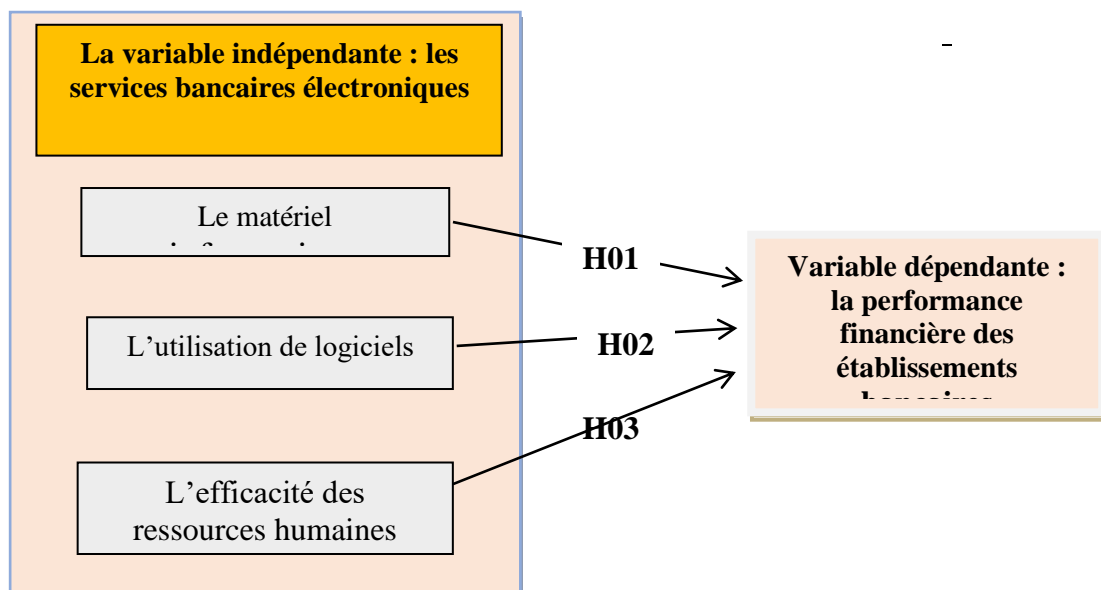 La variable indépendante : les
services bancaires électroniques
Le matériel
H01
Variable dépendante :
la performance
financière des
établissements
L’utilisation de logiciels
H02
H03
L’efficacité des
ressources humaines